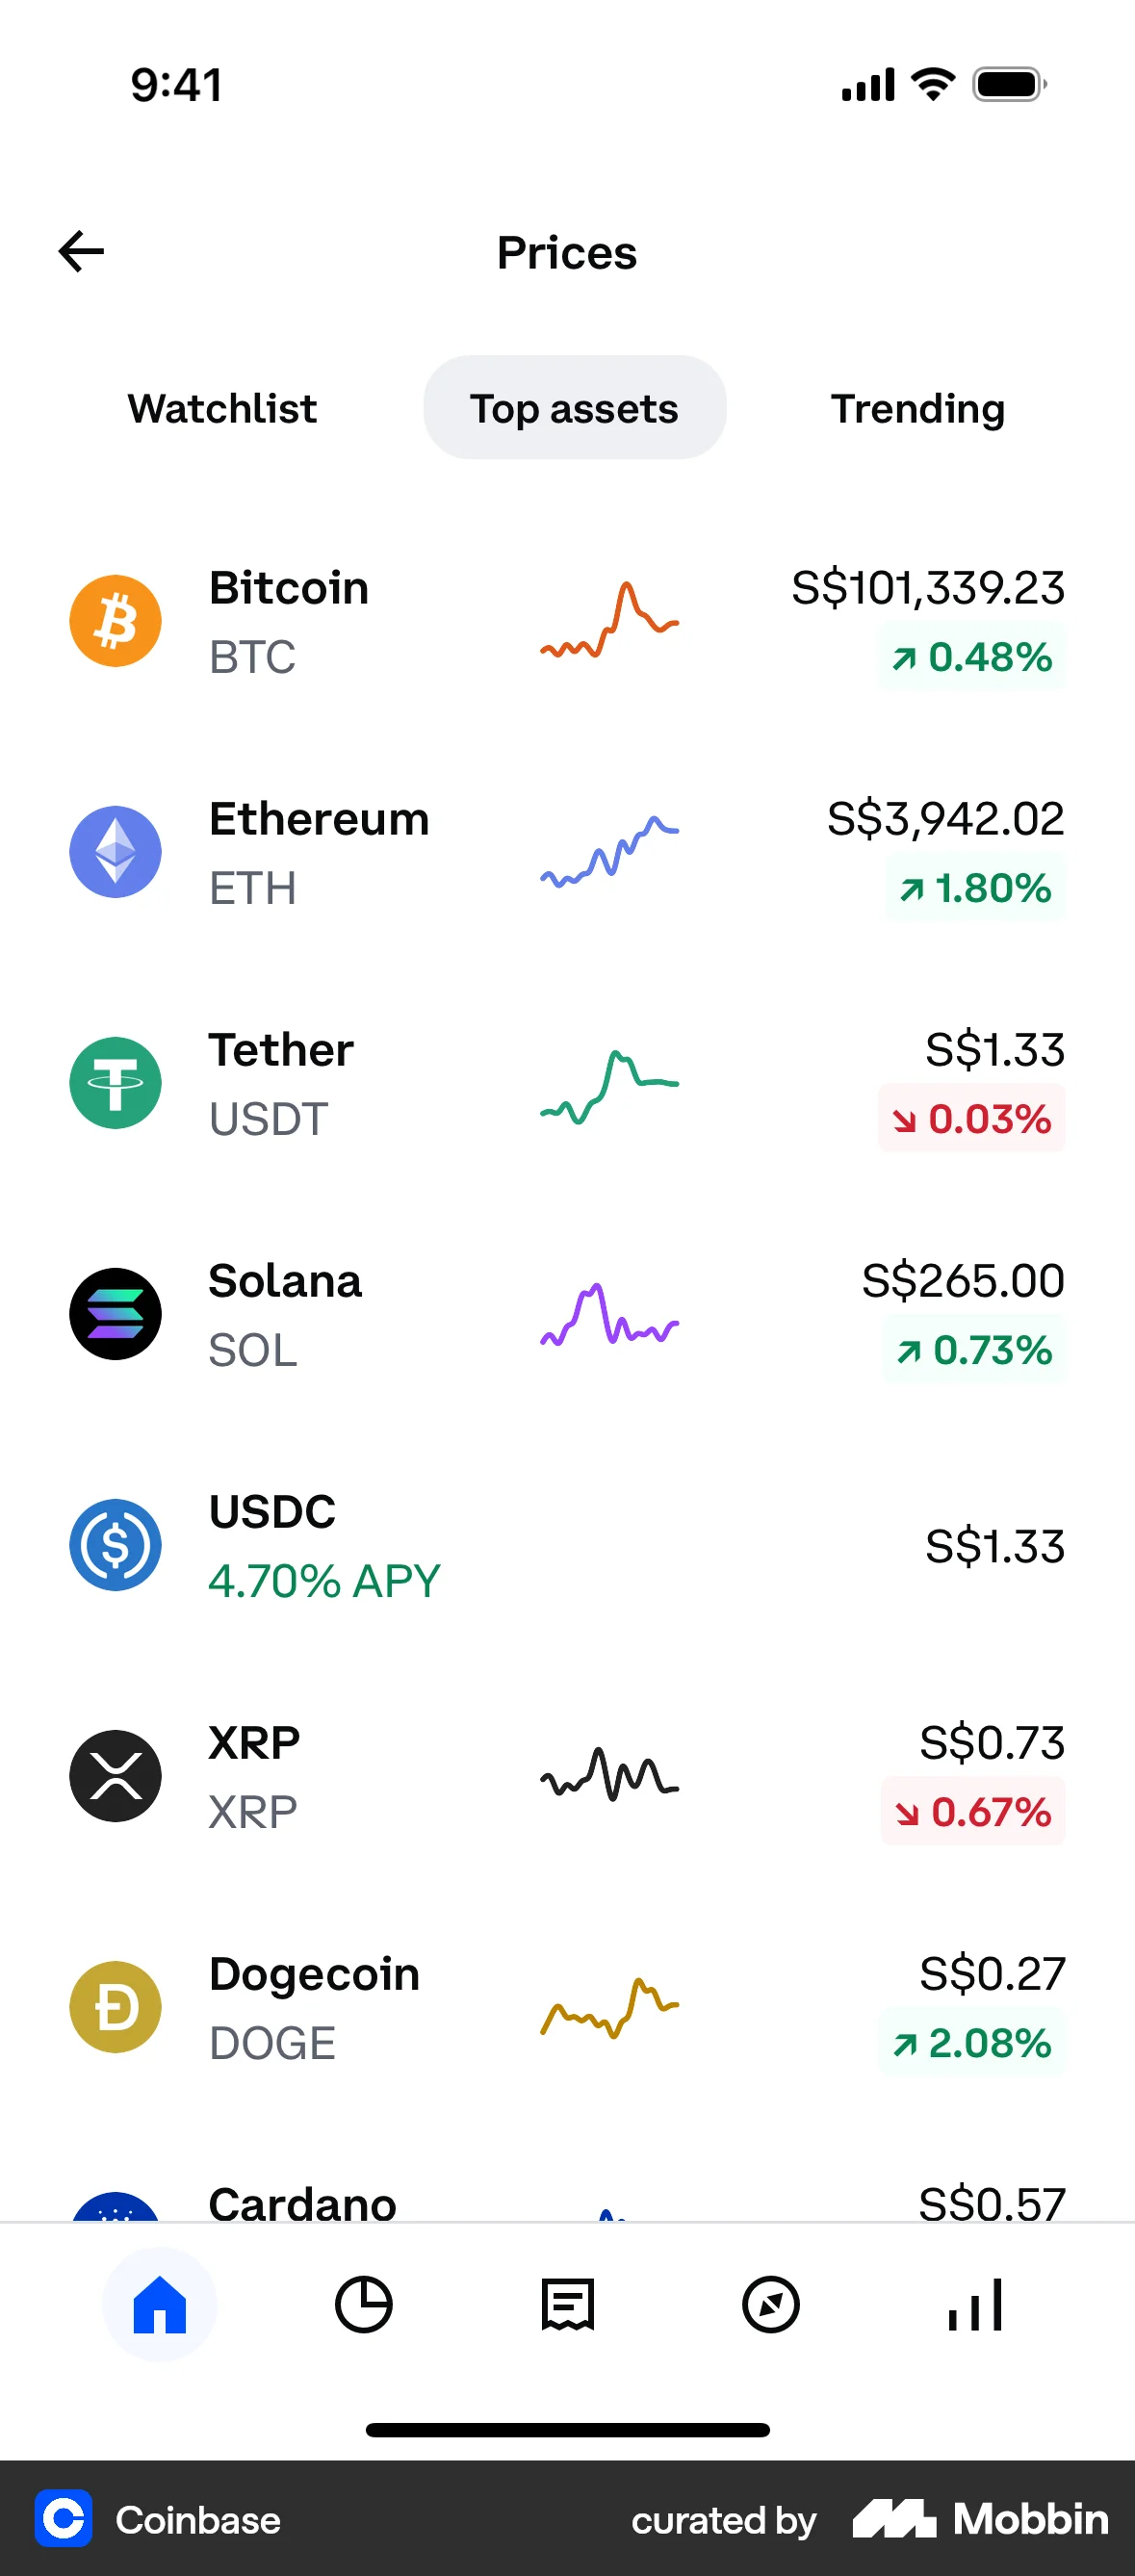 9:41
Prices
Watchlist Top assets Trending
Bitcoin S$101,339.23
BTC 0.48%
Ethereum S$3,942.02
ETH 1.80%
Tether S$1.33
USDT 0.03%
Solana S$265.00
SOL 0.73%
USDC S$1.33
4.70% APY
XRP S$0.73
XRP 0.67%
Dogecoin S$0.27
DOGE 2.08%
Cardano S$0.57
Coinbase curated by Mobbin